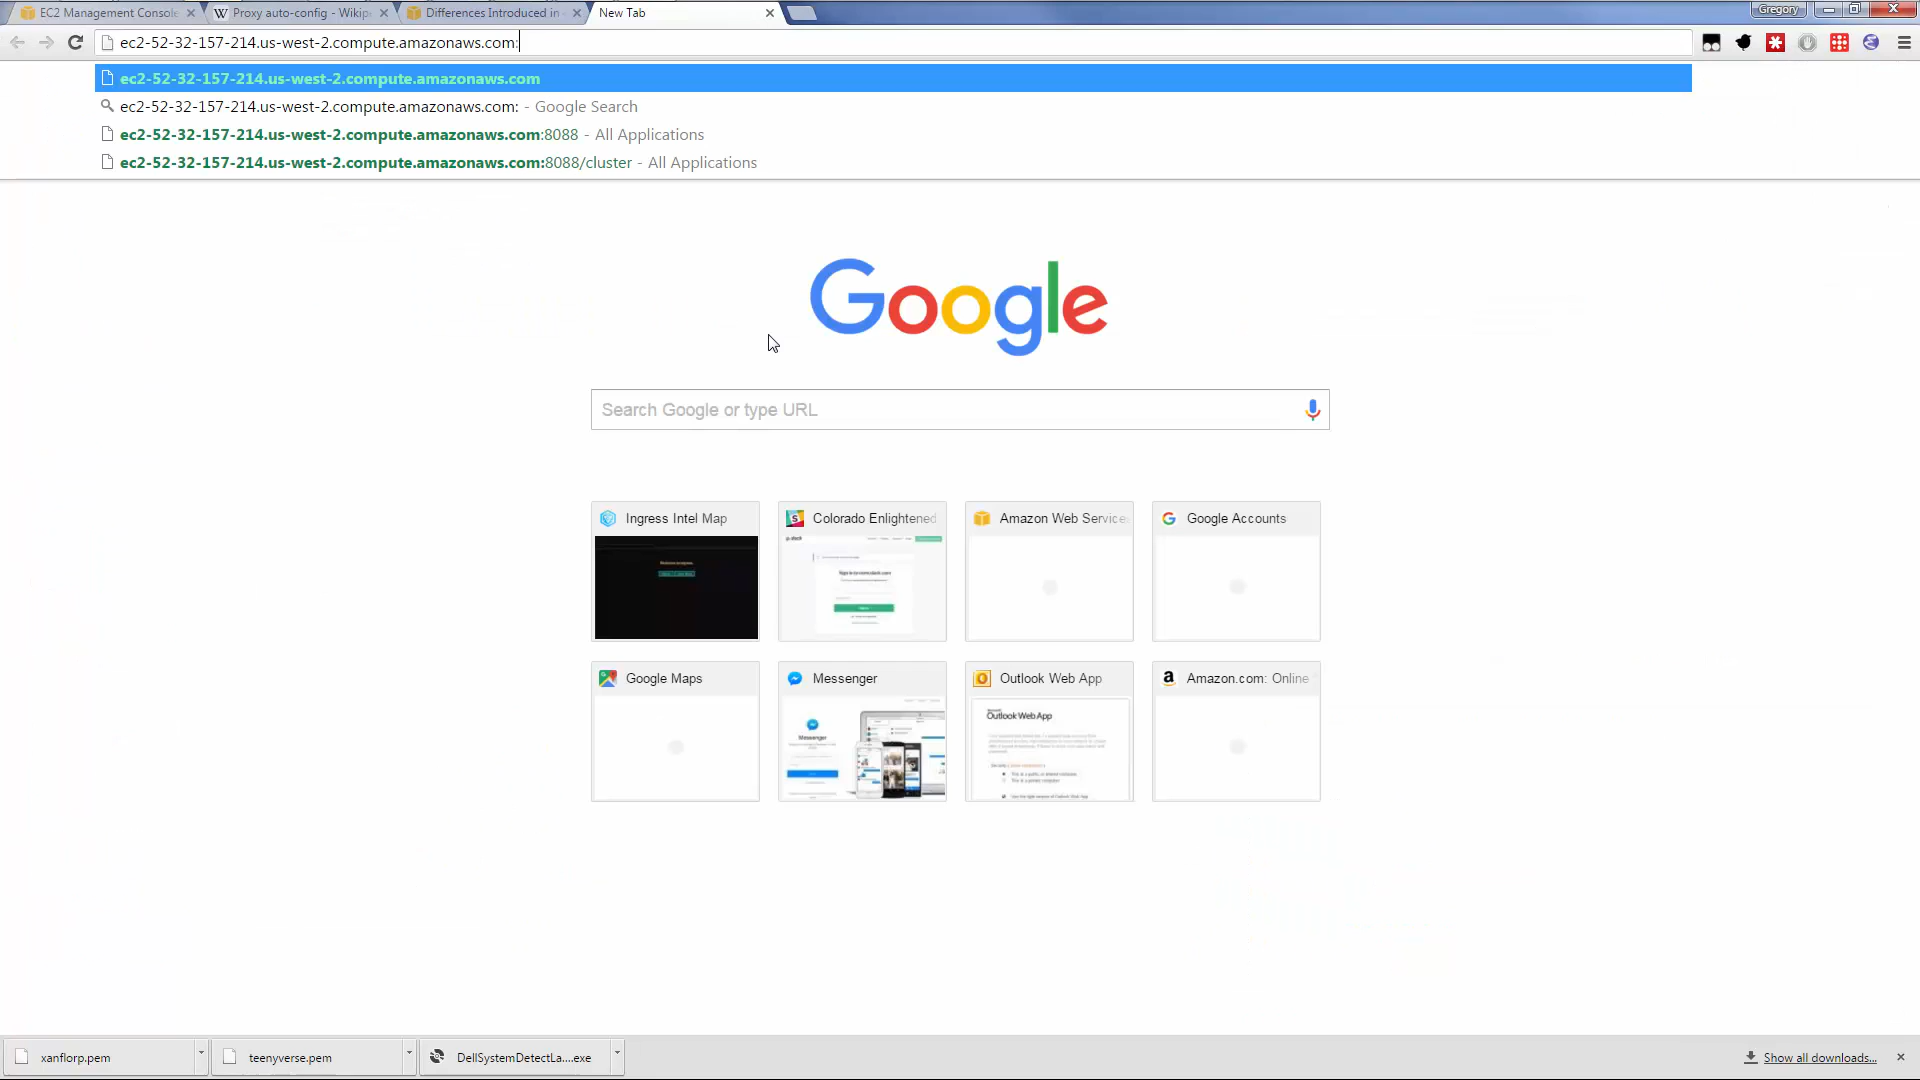 EC2 Management Console
Proxy auto-config - Wikip
Differences Introduced in
New Tab
Gregory
ec2-52-32-157-214.us-west-2.compute.amazonaws.com:
ec2-52-32-157-214.us-west-2.compute.amazonaws.com
ec2-52-32-157-214.us-west-2.compute.amazonaws.com: - Google Search
ec2-52-32-157-214.us-west-2.compute.amazonaws.com:8088 - All Applications
ec2-52-32-157-214.us-west-2.compute.amazonaws.com:8088/cluster - All Applications
Google
Search Google or type URL
Ingress Intel Map
Colorado Enlightened
Amazon Web Service
Google Accounts
Google Maps
Messenger
Outlook Web App
Amazon.com: Online
Messenger
Outlook Web App
xanflorp.pem
teenyverse.pem
DellSystemDetectLa....exe
Show all downloads...